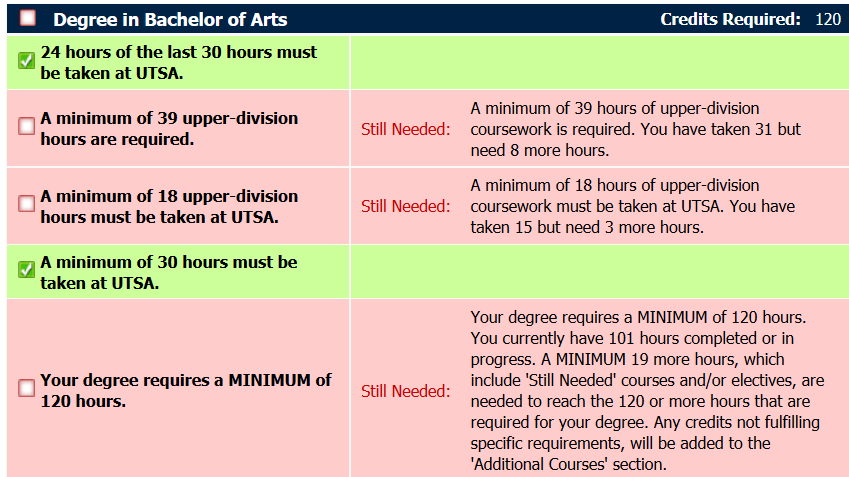 Degree in Bachelor of Arts Credits Required: 120
24 hours of the last 30 hours must
be taken at UTSA.
A minimum of 39 upper-division
hours are required.
Still Needed:
A minimum of 39 hours of upper-division
coursework is required. You have taken 31 but
need 8 more hours.
A minimum of 18 upper-division
hours must be taken at UTSA.
Still Needed:
A minimum of 18 hours of upper-division
coursework must be taken at UTSA. You have
taken 15 but need 3 more hours.
A minimum of 30 hours must be
taken at UTSA.
Your degree requires a MINIMUM of
120 hours.
Still Needed:
Your degree requires a MINIMUM of 120 hours.
You currently have 101 hours completed or in
progress. A MINIMUM 19 more hours, which
include 'Still Needed' courses and/or electives, are
needed to reach the 120 or more hours that are
required for your degree. Any credits not fulfilling
specific requirements, will be added to the
'Additional Courses' section.